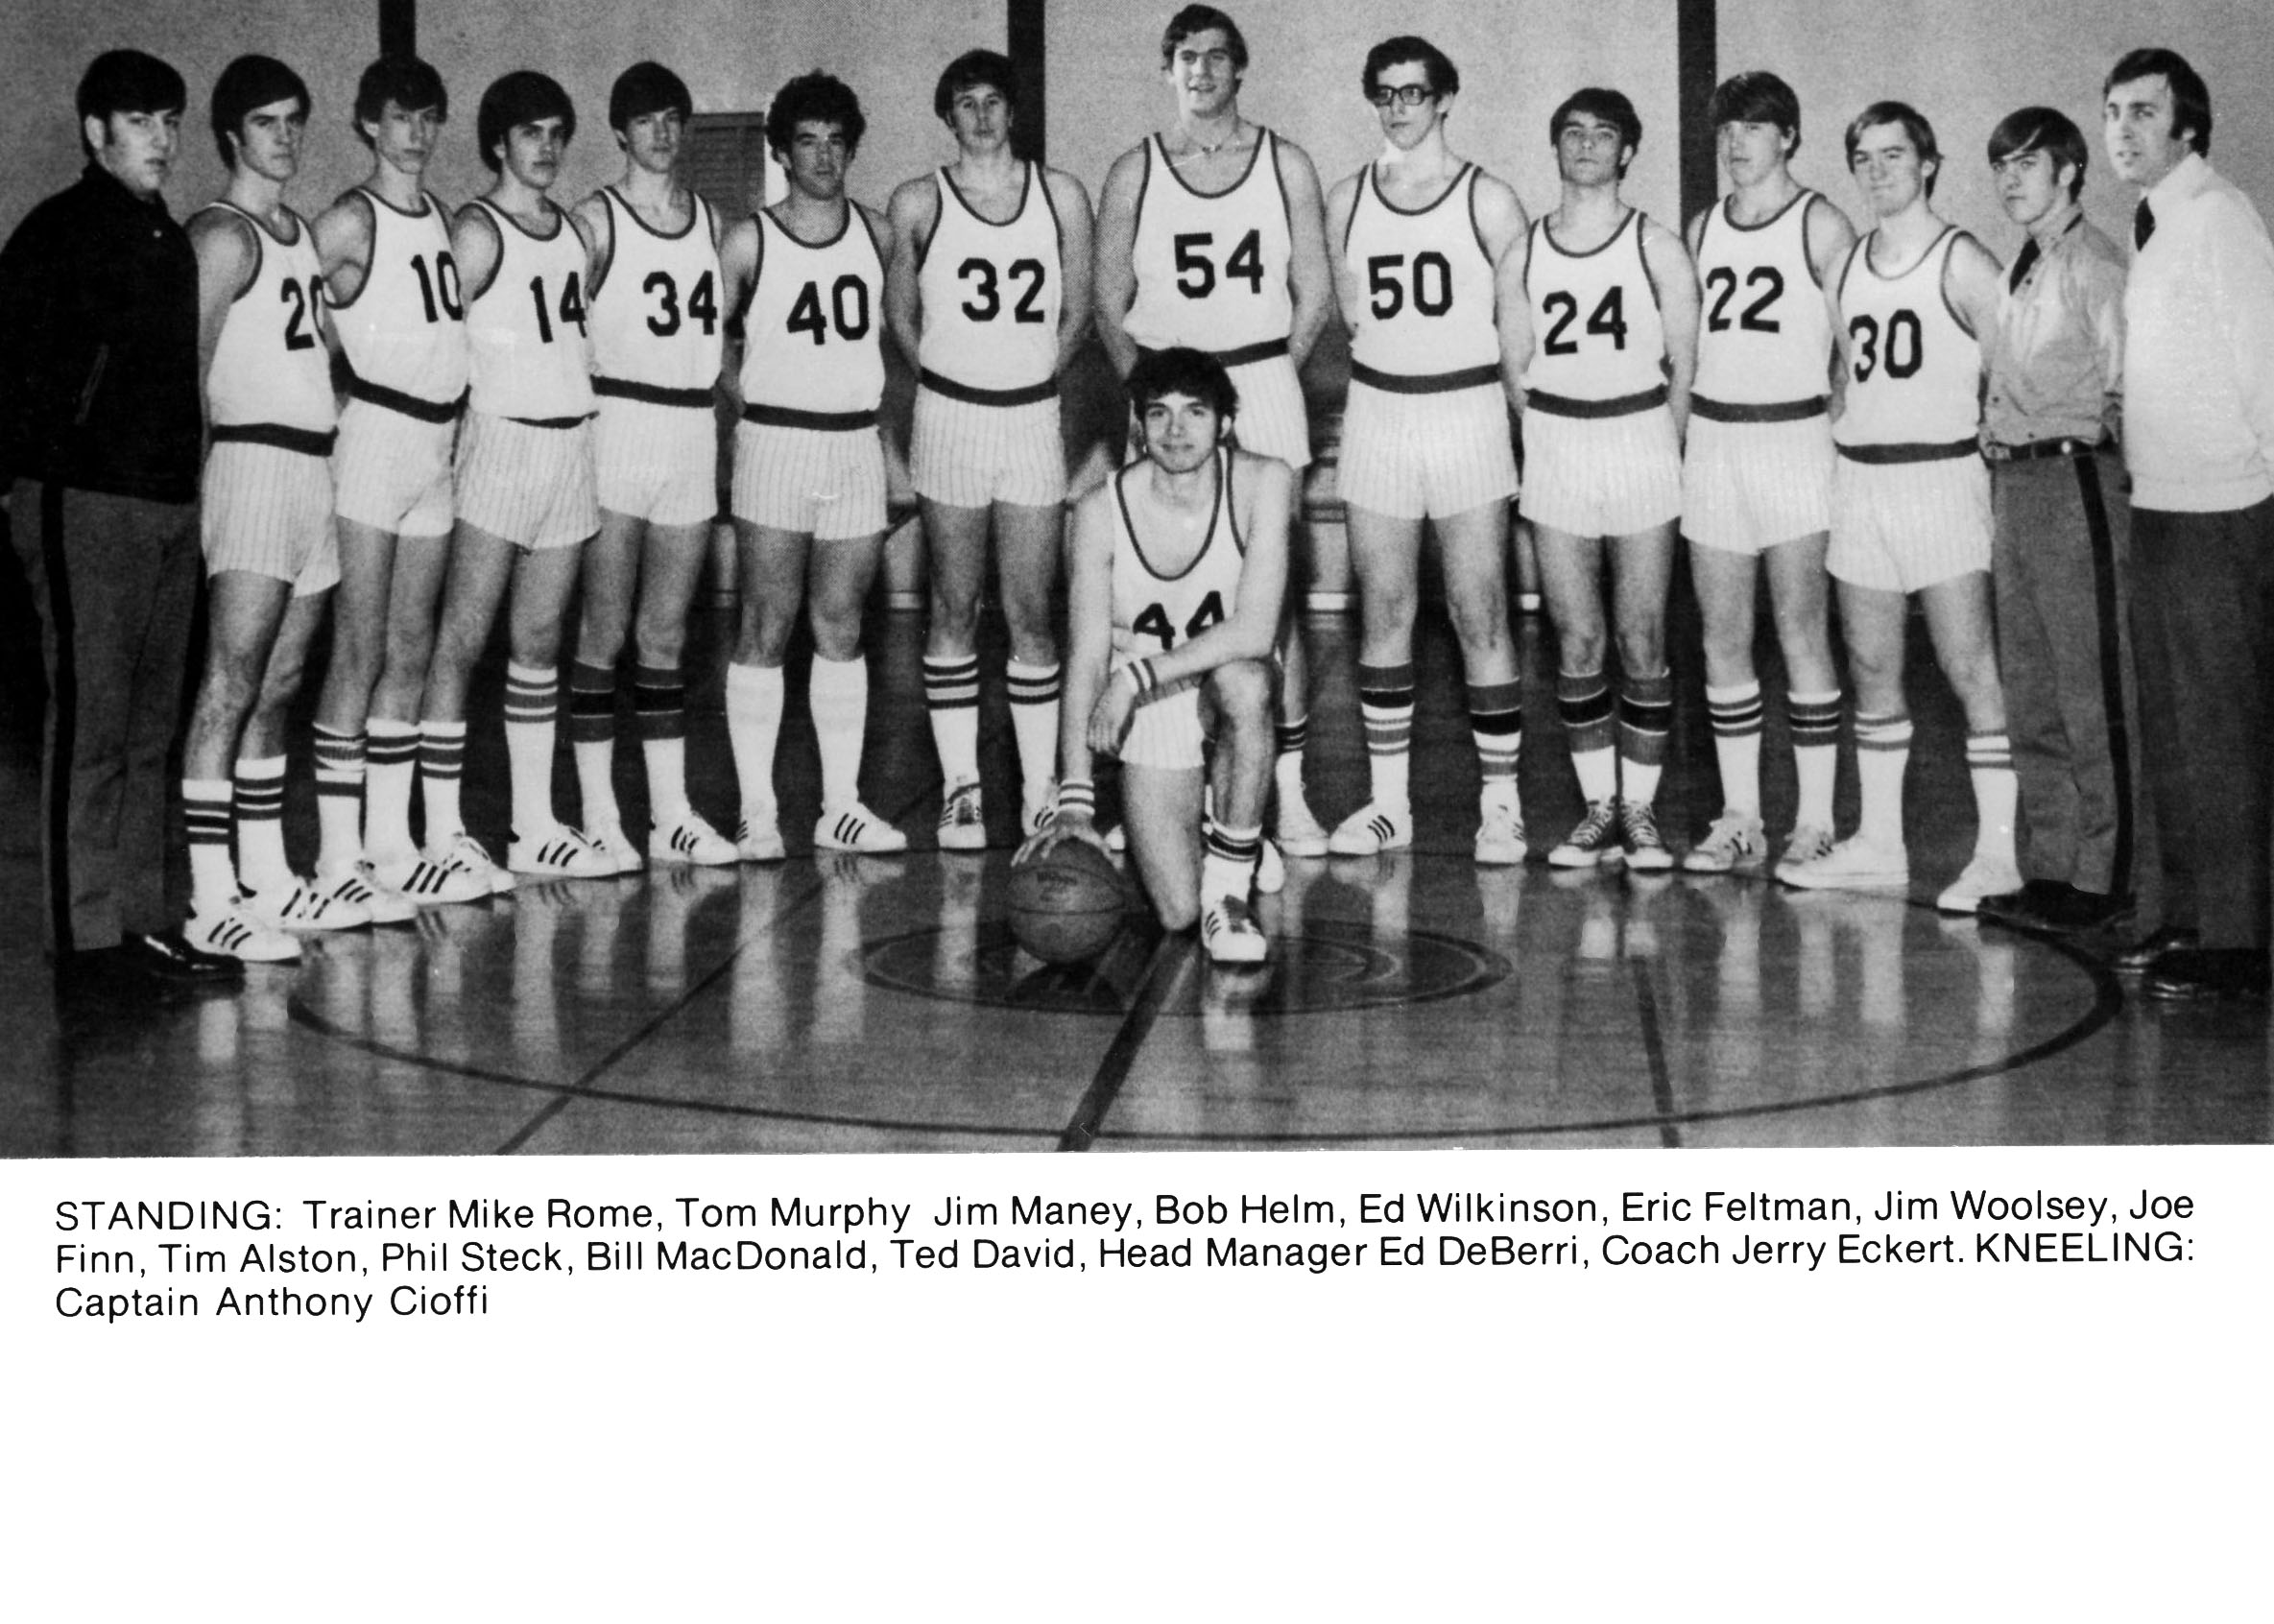 20 10 14 34 40 32 54 50 24 22 30
44
STANDING: Trainer Mike Rome, Tom Murphy Jim Maney, Bob Helm, Ed Wilkinson, Eric Feltman, Jim Woolsey, Joe
Finn, Tim Alston, Phil Steck, Bill MacDonald, Ted David, Head Manager Ed DeBerri, Coach Jerry Eckert. KNEELING:
Captain Anthony Cioffi